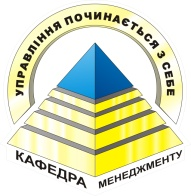 УПРАВЛІННЯ ПОЧИНАЄТЬСЯ З СЕБЕ
КАФЕДРА МЕНЕДЖМЕНТУ